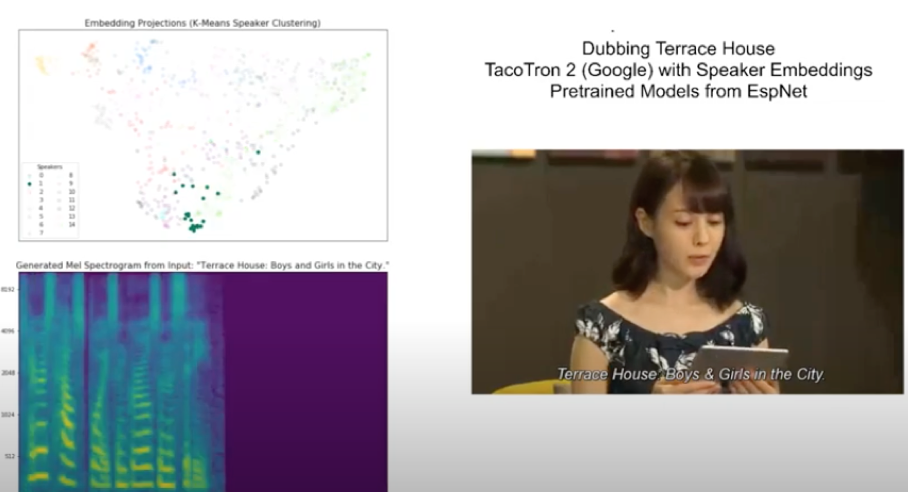 Embedding Projections (K-Means Speaker Clustering)
Speakers
0 8
1 9
2 10
3 11
4 12
5 13
6 14
7
Generated Mel Spectrogram from Input: "Terrace House: Boys and Girls in the City."
8192
4096
2048
1024
512
Dubbing Terrace House
TacoTron 2 (Google) with Speaker Embeddings
Pretrained Models from EspNet
Terrace House: Boys & Girls in the City.